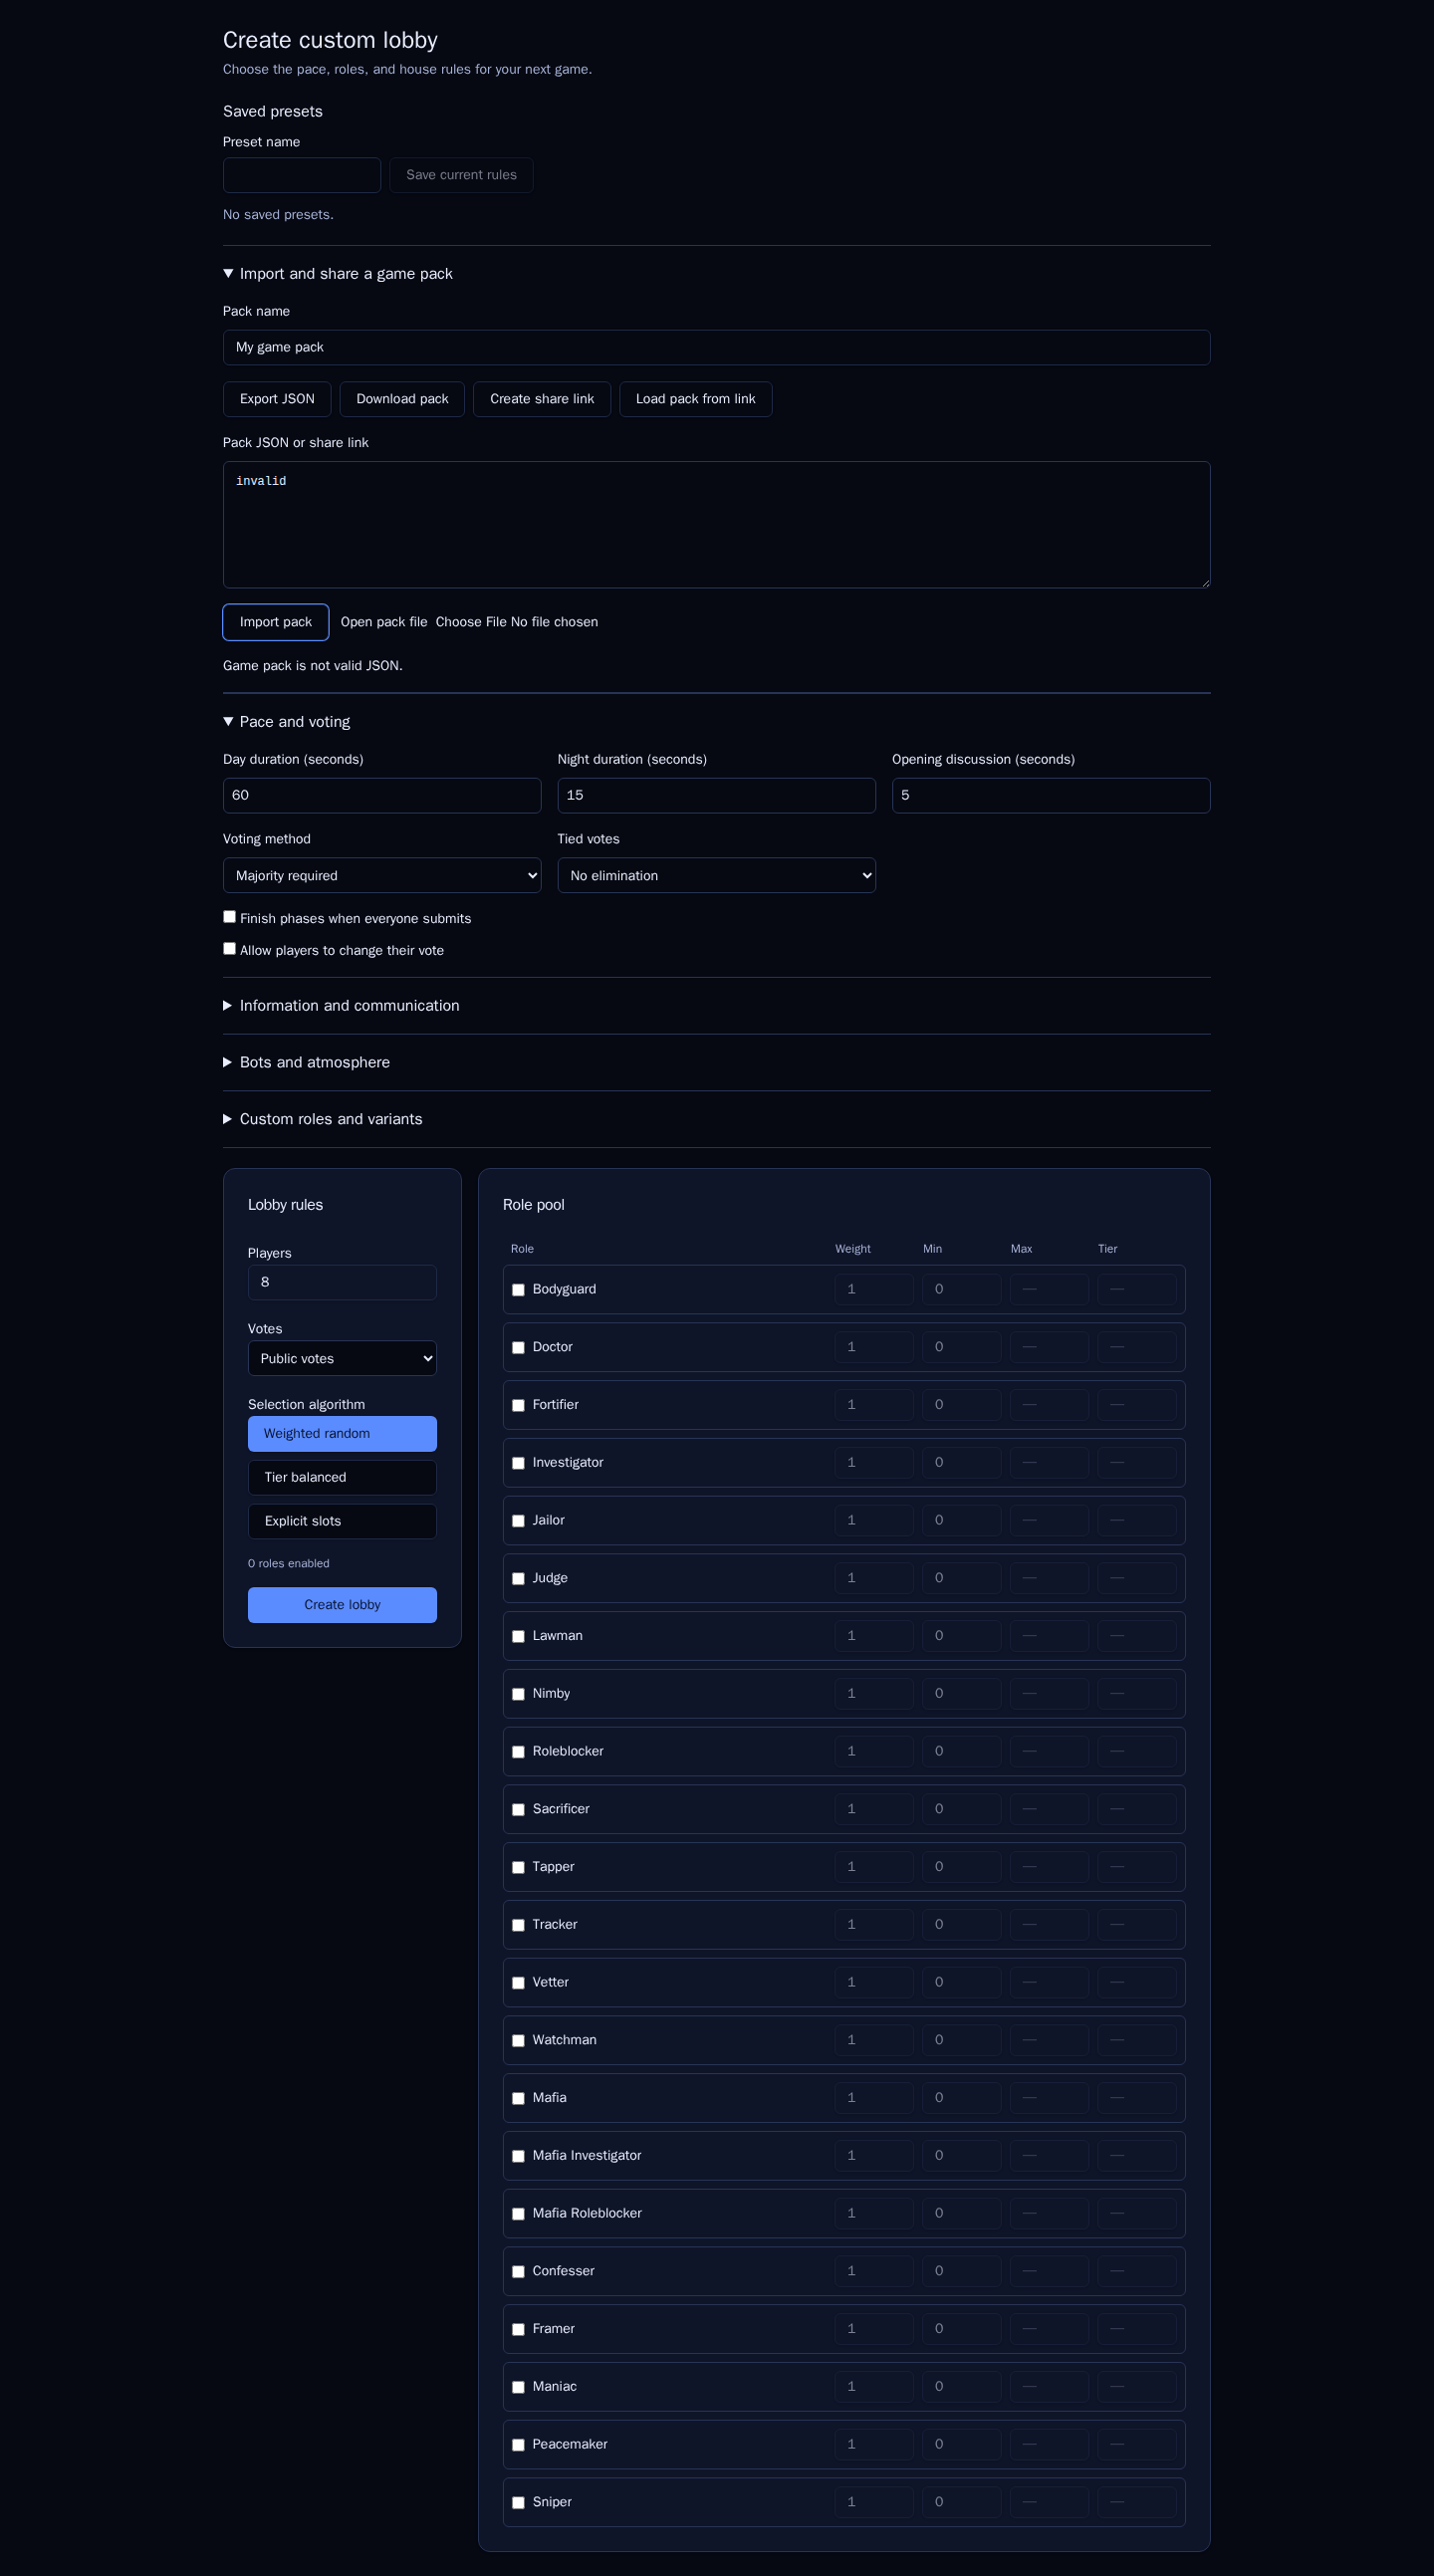 Create custom lobby
Choose the pace, roles, and house rules for your next game.
Saved presets
Preset name
Save current rules
No saved presets.
▼ Import and share a game pack
Pack name
My game pack
Export JSON Download pack Create share link Load pack from link
Pack JSON or share link
invalid
Import pack Open pack file Choose File No file chosen
Game pack is not valid JSON.
▼ Pace and voting
Day duration (seconds) Night duration (seconds) Opening discussion (seconds)
60 15 5
Voting method Tied votes
Majority required No elimination
Finish phases when everyone submits
Allow players to change their vote
▶ Information and communication
▶ Bots and atmosphere
▶ Custom roles and variants
Lobby rules
Players
8
Votes
Public votes
Selection algorithm
Weighted random
Tier balanced
Explicit slots
0 roles enabled
Create lobby
Role pool
Role Weight Min Max Tier
Bodyguard 1 0 — —
Doctor 1 0 — —
Fortifier 1 0 — —
Investigator 1 0 — —
Jailor 1 0 — —
Judge 1 0 — —
Lawman 1 0 — —
Nimby 1 0 — —
Roleblocker 1 0 — —
Sacrificer 1 0 — —
Tapper 1 0 — —
Tracker 1 0 — —
Vetter 1 0 — —
Watchman 1 0 — —
Mafia 1 0 — —
Mafia Investigator 1 0 — —
Mafia Roleblocker 1 0 — —
Confesser 1 0 — —
Framer 1 0 — —
Maniac 1 0 — —
Peacemaker 1 0 — —
Sniper 1 0 — —